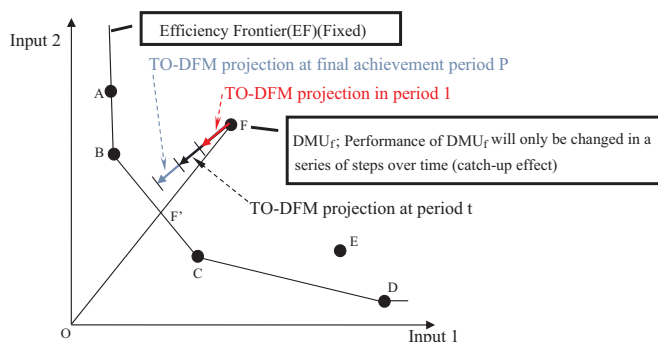 Input 2
Efficiency Frontier(EF)(Fixed)
TO-DFM projection at final achievement period P
TO-DFM projection in period 1
A
F
B
DMUf; Performance of DMUf will only be changed in a
series of steps over time (catch-up effect)
TO-DFM projection at period t
F'
E
C
D
O
Input 1